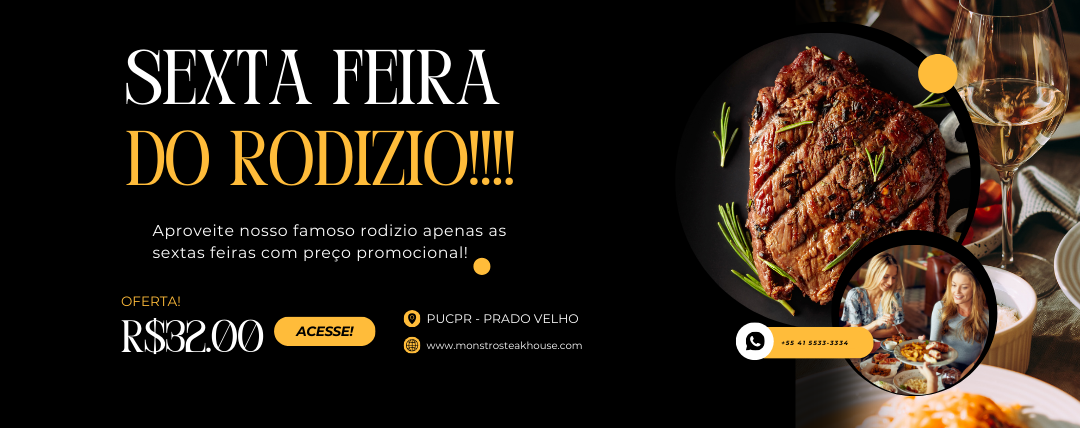 SEXTA FEIRA
DO RODIZIO!!!!
Aproveite nosso famoso rodizio apenas as
sextas feiras com preço promocional!
OFERTA!
R$32.00
ACESSE!
PUCPR - PRADO VELHO
www.monstrosteakhouse.com
+55 41 5533-3334